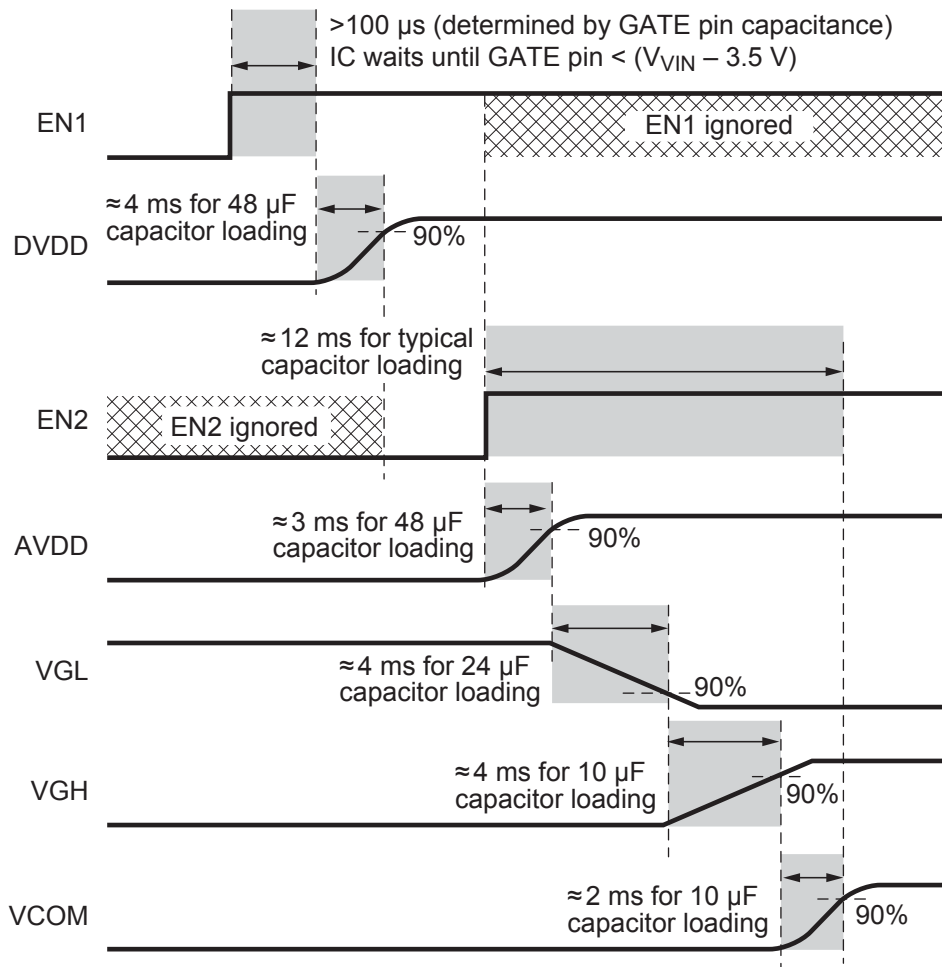 >100 µs (determined by GATE pin capacitance)
IC waits until GATE pin < (VVIN – 3.5 V)
EN1
EN1 ignored
≈4 ms for 48 µF
capacitor loading
DVDD
90%
≈12 ms for typical
capacitor loading
EN2
EN2 ignored
AVDD
≈3 ms for 48 µF
capacitor loading
90%
VGL
≈4 ms for 24 µF
capacitor loading
90%
VGH
≈4 ms for 10 µF
capacitor loading
90%
VCOM
≈2 ms for 10 µF
capacitor loading
90%